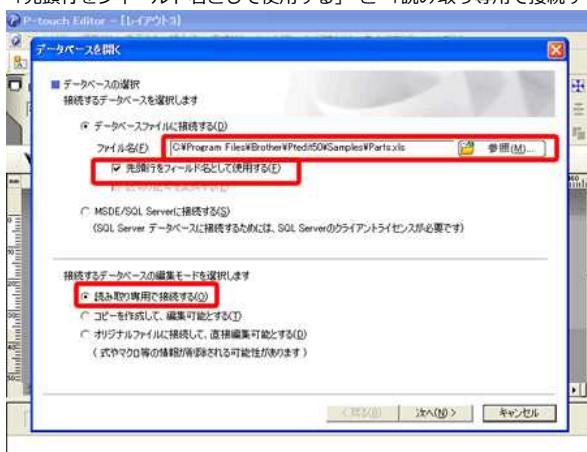 「先頭行をフィールド名として使用する」と「読み取り専用で接続す
P-touch Editor - [レイアウト3]
データベースを開く
データベースの選択
接続するデータベースを選択します
データベースファイルに接続する(D)
ファイル名(F) C:¥Program Files¥Brother¥Ptedit50¥Samples¥Parts.xls 参照(M)...
先頭行をフィールド名として使用する(E)
MSDE/SQL Serverに接続する(S)
(SQL Server データベースに接続するためには、SQL Serverのクライアントライセンスが必要です)
接続するデータベースの編集モードを選択します
読み取り専用で接続する(O)
コピーを作成して、編集可能とする(T)
オリジナルファイルに接続して、直接編集可能とする(D)
(式やマクロ等の情報が削除される可能性があります)
次へ(N) > キャンセル